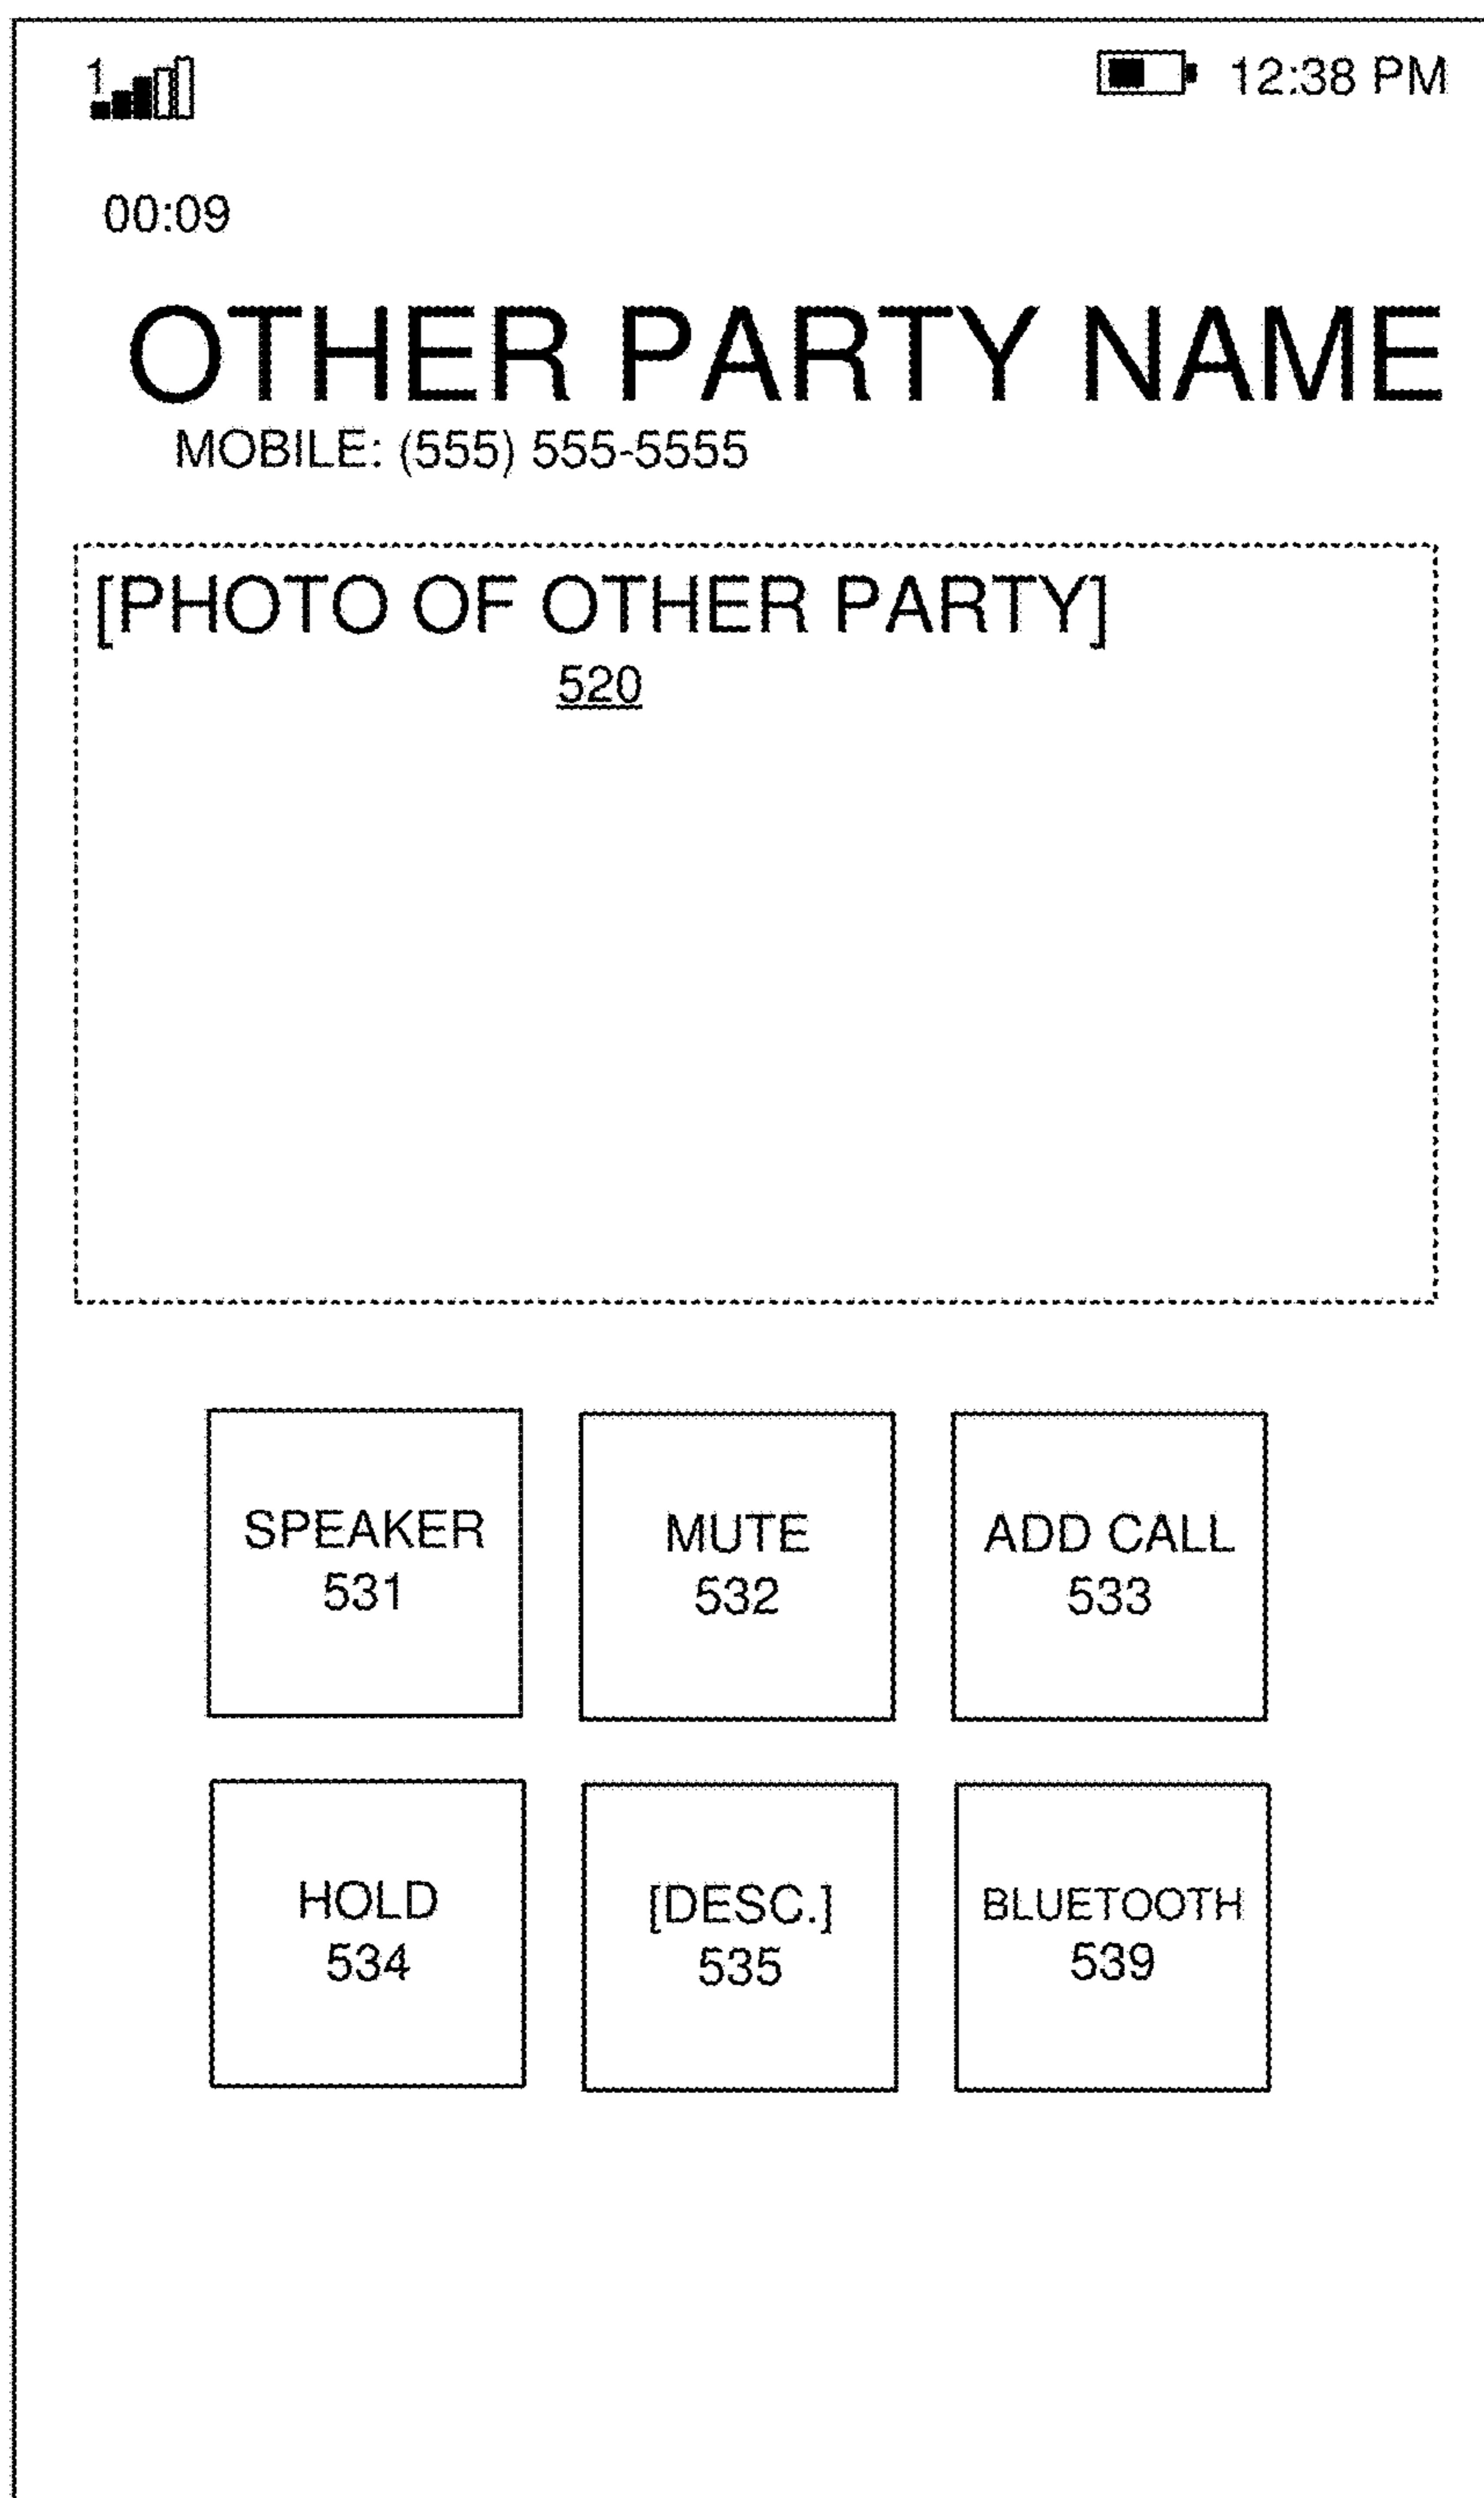 1
12:38 PM
00:09
OTHER PARTY NAME
MOBILE: (555) 555-5555
[PHOTO OF OTHER PARTY]
520
SPEAKER
531
MUTE
532
ADD CALL
533
HOLD
534
[DESC.]
535
BLUETOOTH
539